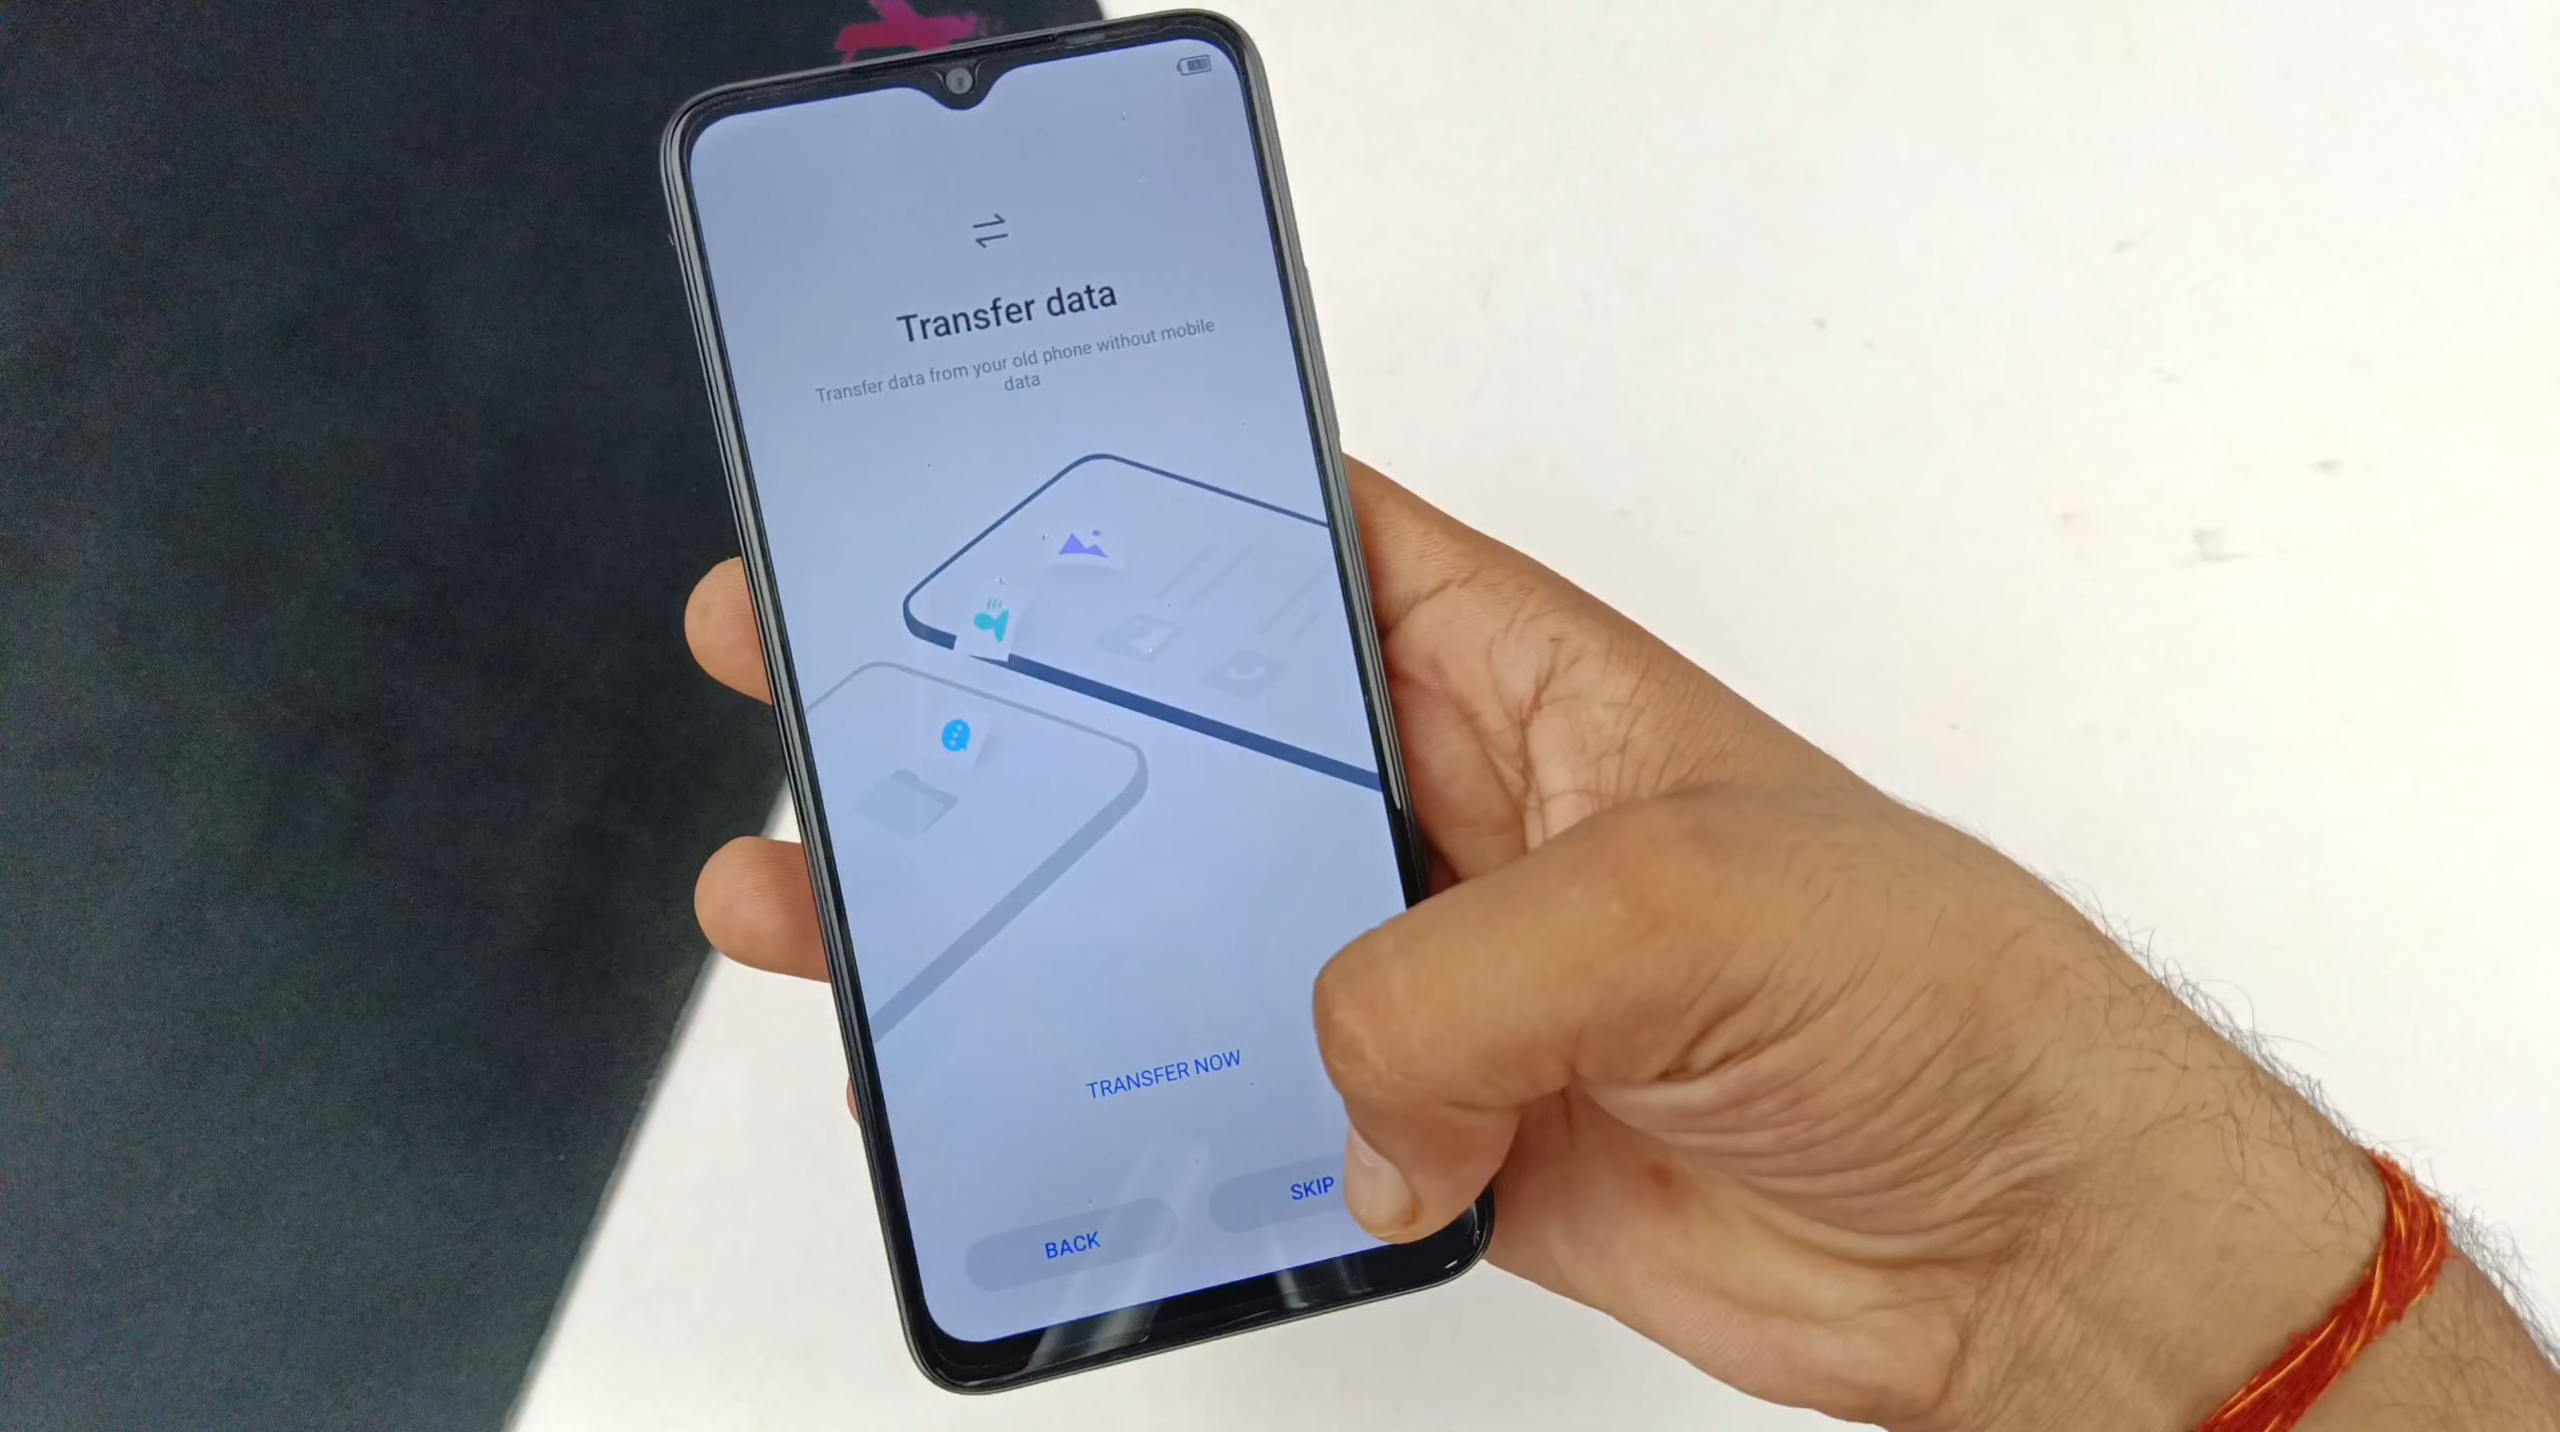 Transfer data
Transfer data from your old phone without mobile
data
TRANSFER NOW
BACK
SKIP